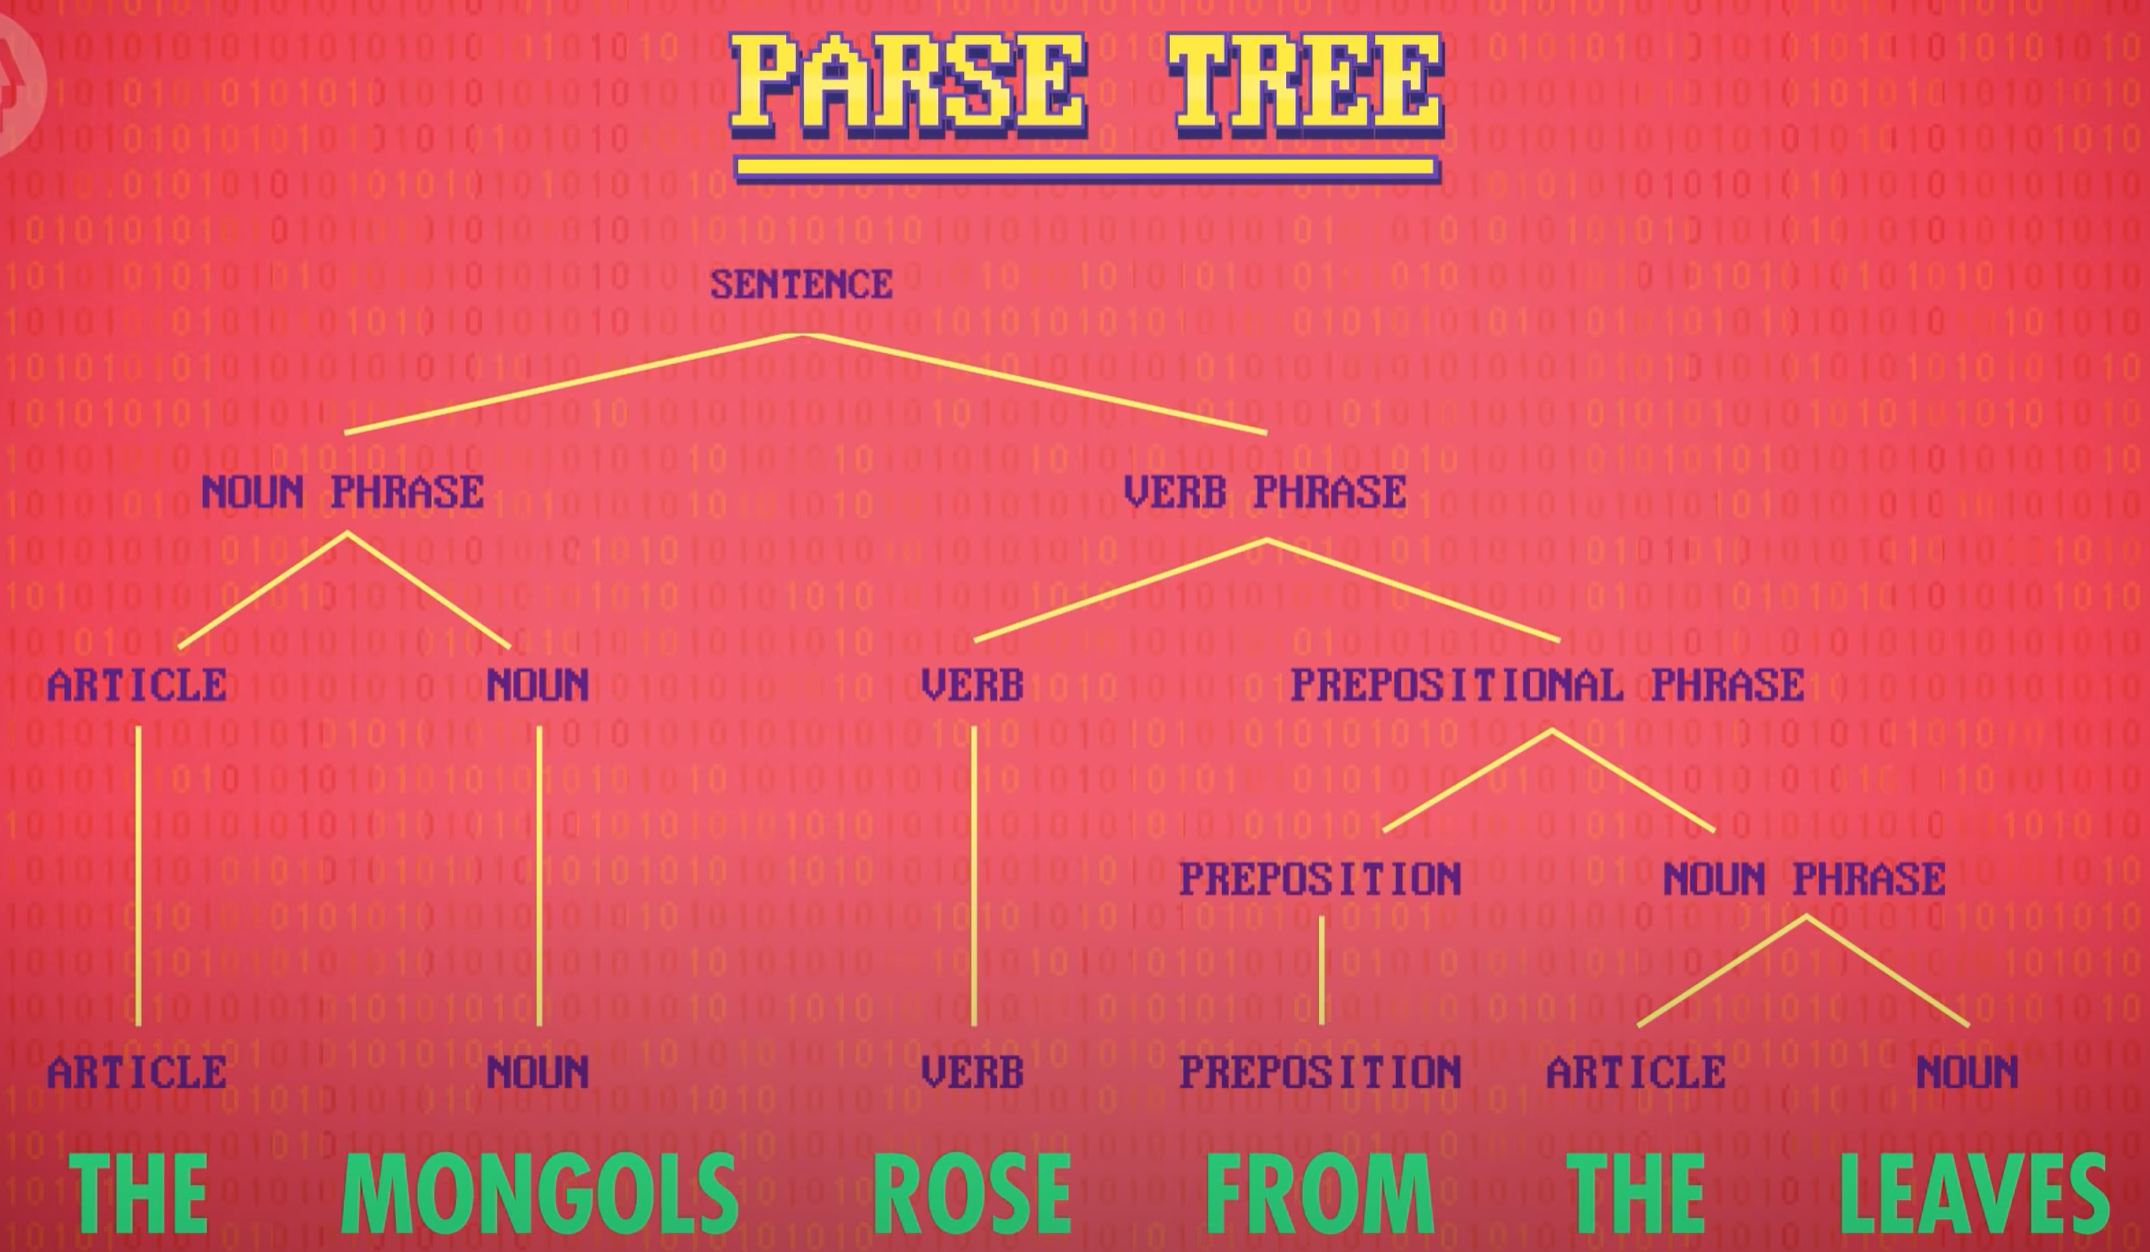 PARSE TREE
SENTENCE
NOUN PHRASE VERB PHRASE
ARTICLE NOUN VERB PREPOSITIONAL PHRASE
PREPOSITION NOUN PHRASE
ARTICLE NOUN VERB PREPOSITION ARTICLE NOUN
THE MONGOLS ROSE FROM THE LEAVES